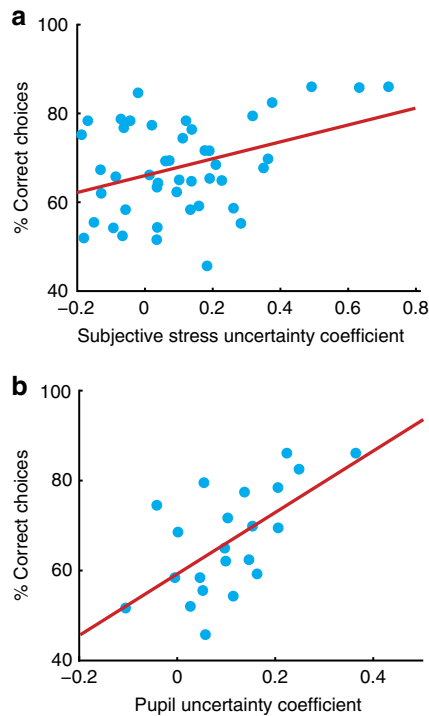 a
100
80
60
40
% Correct choices
−0.2 0 0.2 0.4 0.6 0.8
Subjective stress uncertainty coefficient
b
100
80
60
40
% Correct choices
−0.2 0 0.2 0.4
Pupil uncertainty coefficient